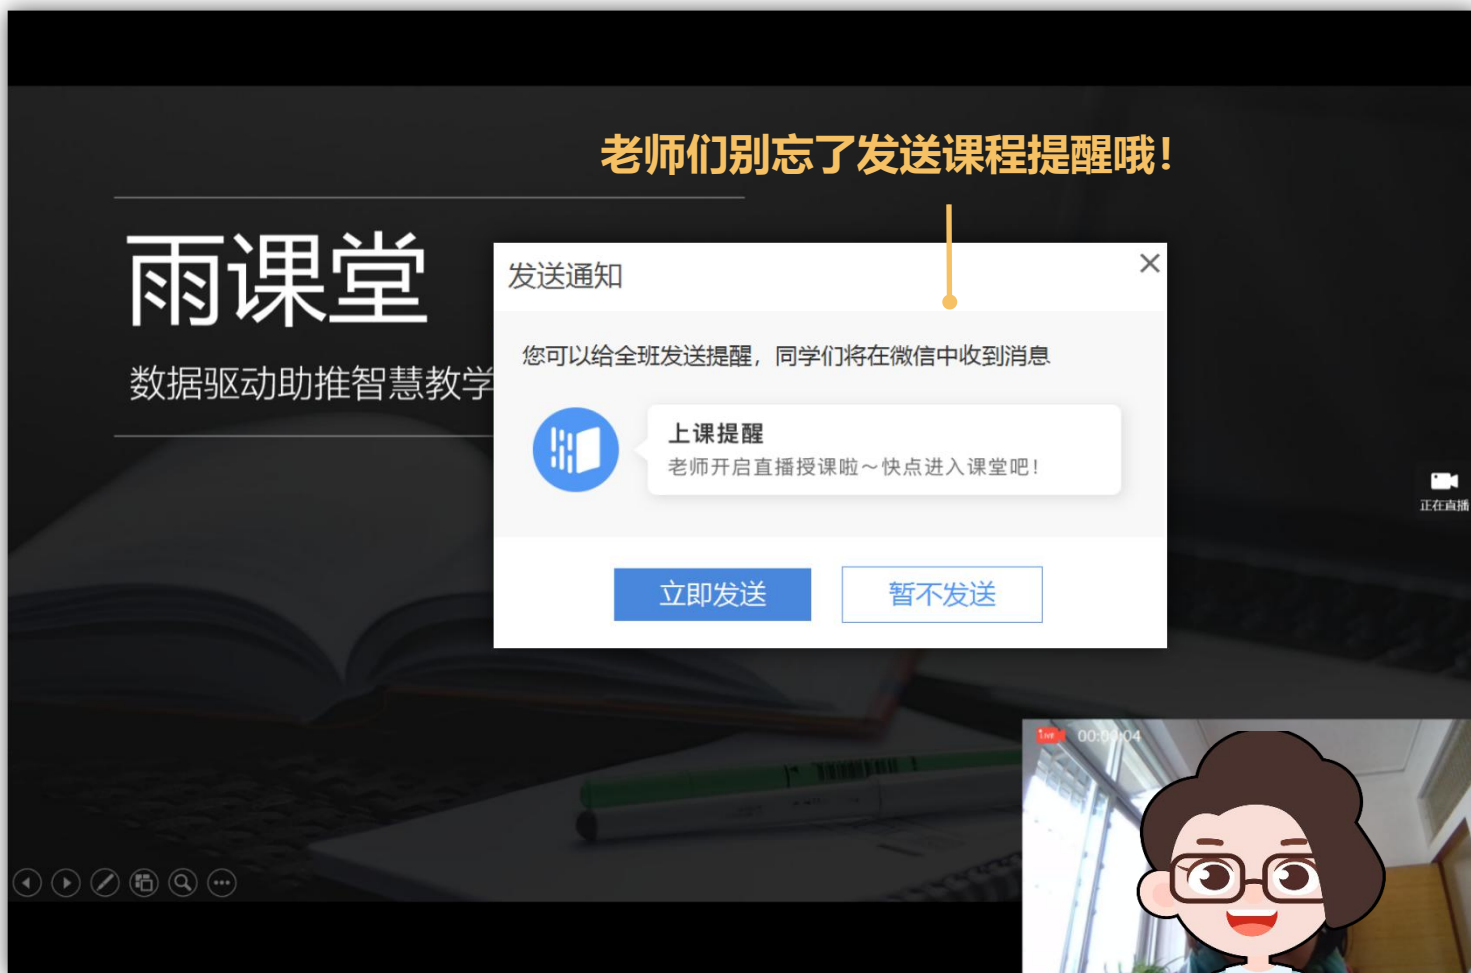 老师们别忘了发送课程提醒哦！
雨课堂
数据驱动助推智慧教学
发送通知
您可以给全班发送提醒，同学们将在微信中收到消息
上课提醒
老师开启直播授课啦～快点进入课堂吧！
立即发送
暂不发送
正在直播
Live 00:00:04